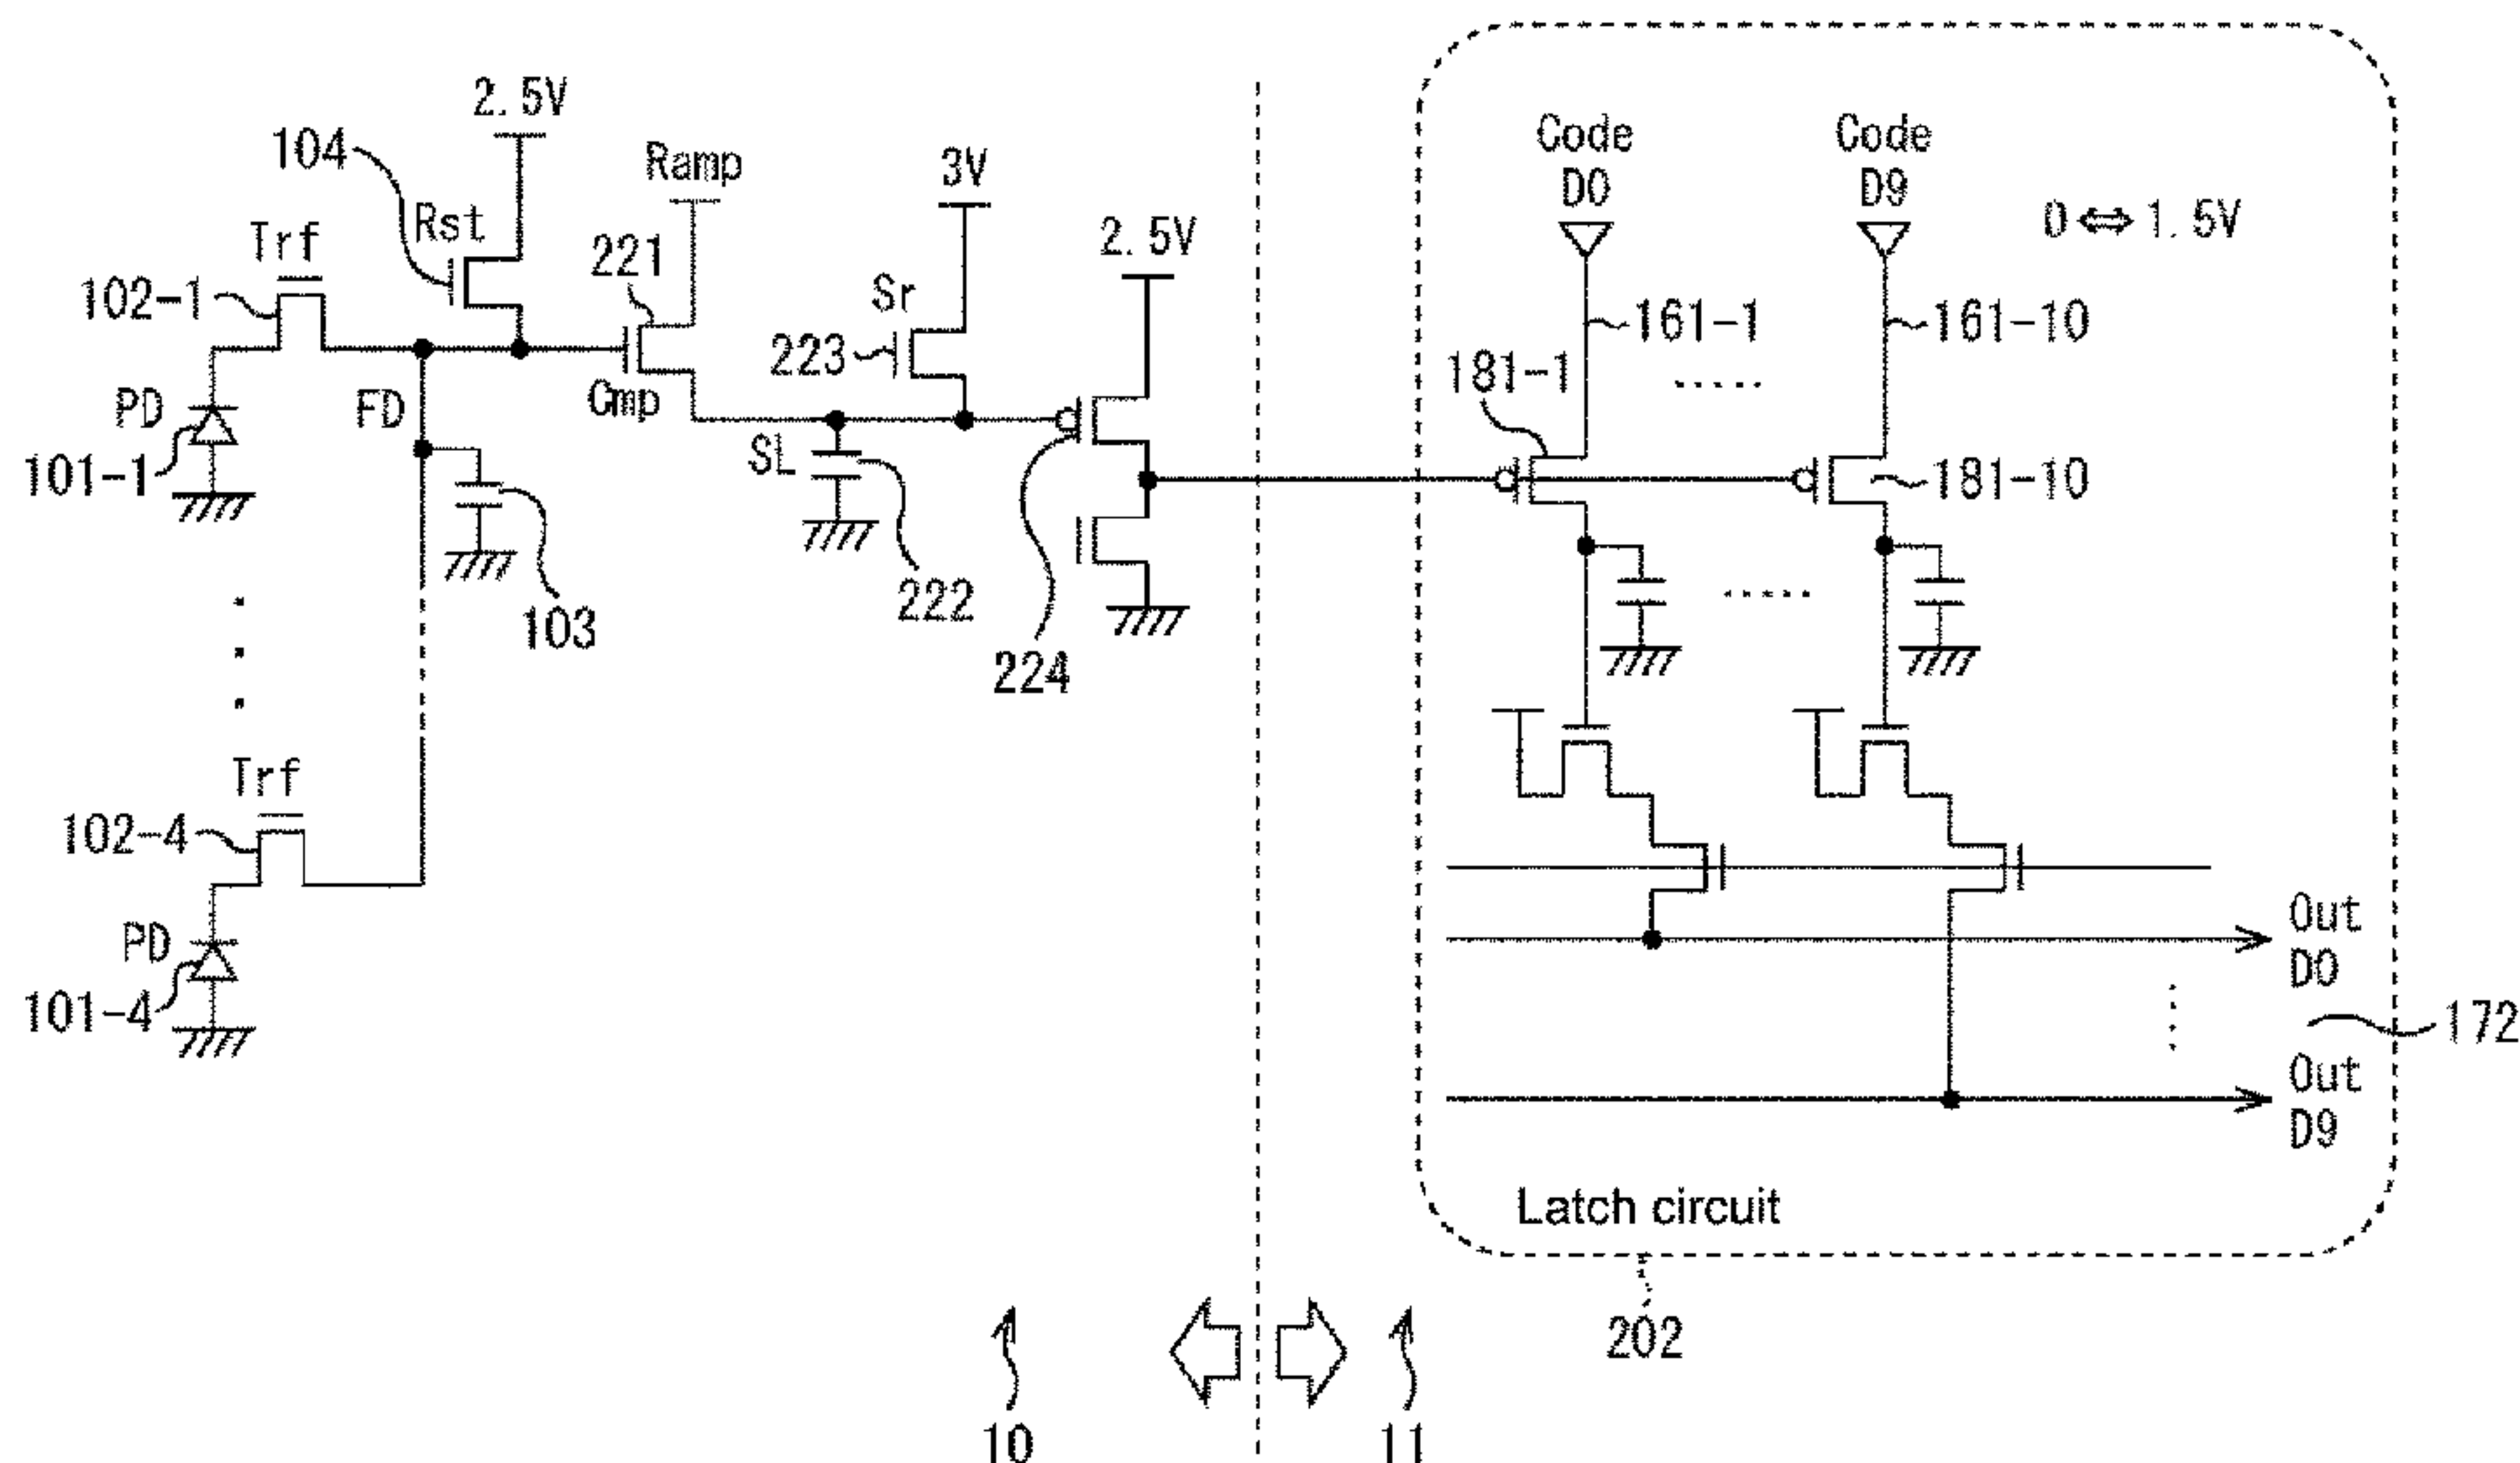 2. 5V
104
Rst
Ramp
3V
2. 5V
Trf
102-1
221
Sr
223
PD
FD
Cmp
101-1
SL
103
222
224
Trf
102-4
PD
101-4
Code
D0
Code
D9
0 ⇔ 1. 5V
161-1
161-10
181-1
181-10
Out
D0
172
Out
D9
Latch circuit
202
10
11